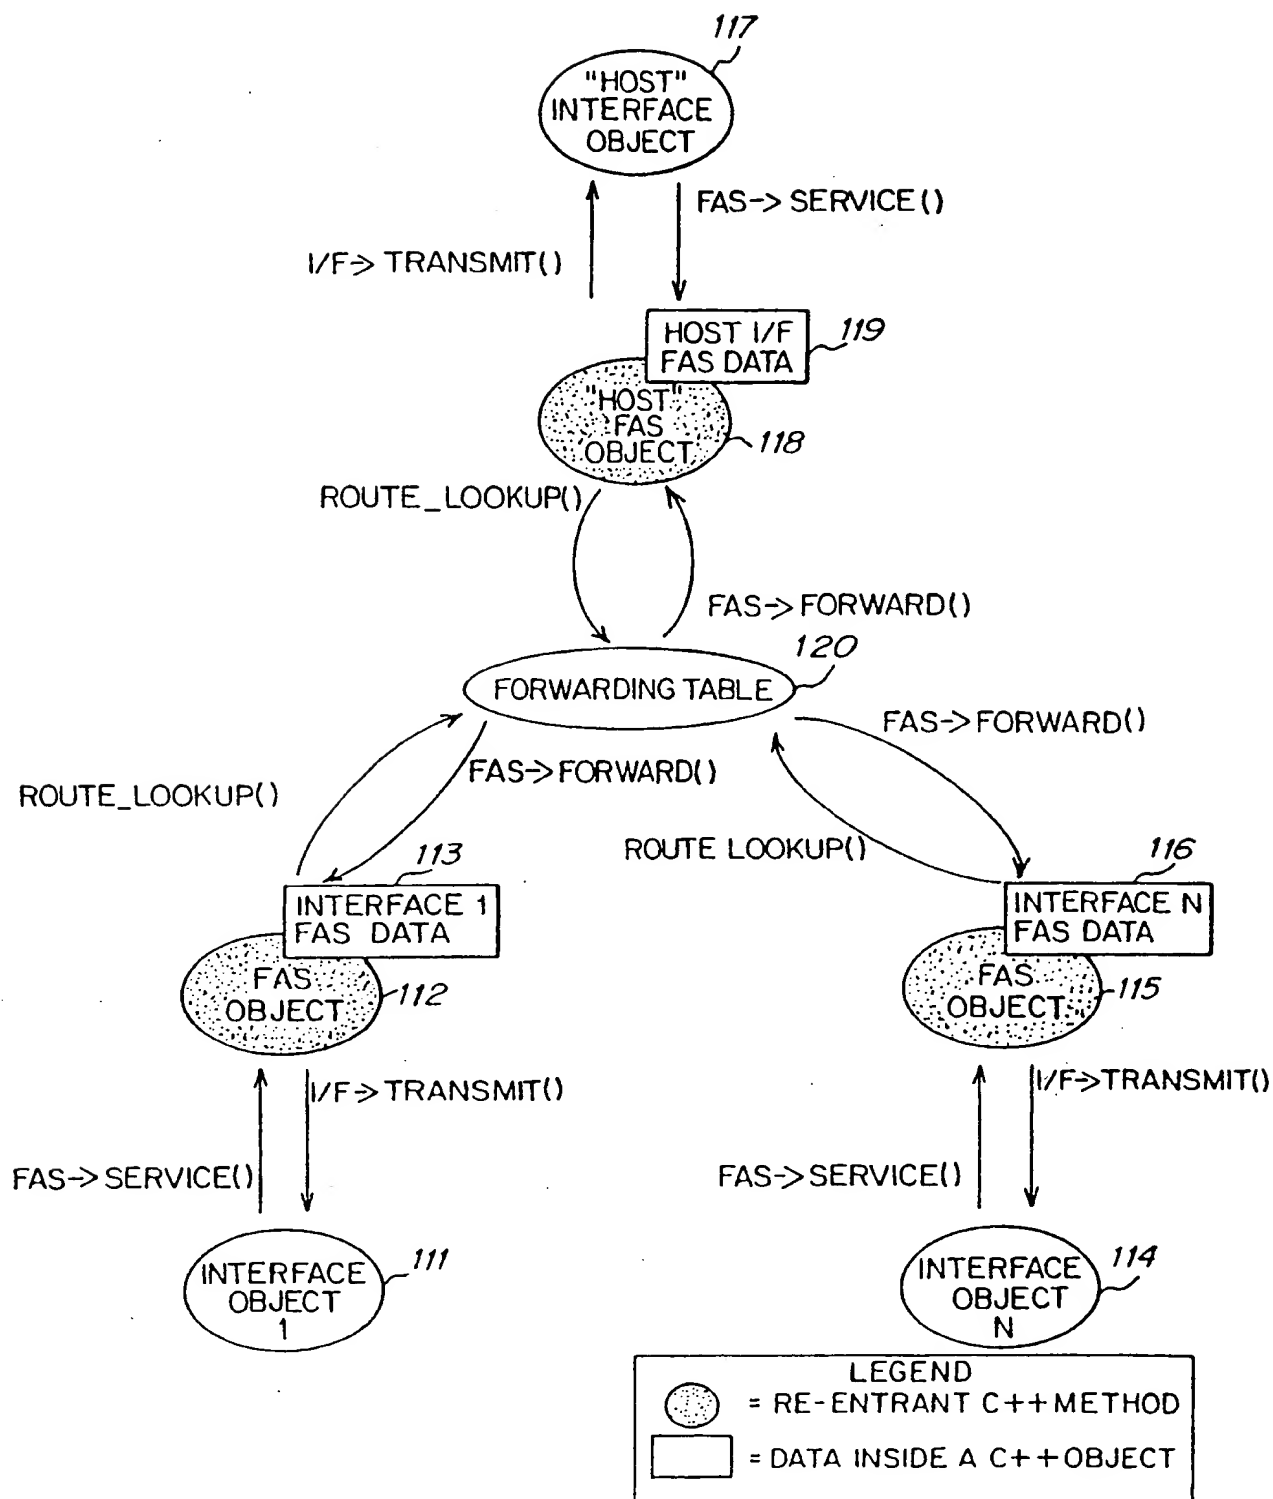 117
"HOST"
INTERFACE
OBJECT
FAS->SERVICE()
I/F->TRANSMIT()
HOST I/F
FAS DATA
119
"HOST"
FAS
OBJECT
118
ROUTE_LOOKUP()
FAS->FORWARD()
120
FORWARDING TABLE
FAS->FORWARD()
FAS->FORWARD()
ROUTE_LOOKUP()
ROUTE LOOKUP()
113
116
INTERFACE 1
FAS DATA
INTERFACE N
FAS DATA
FAS
OBJECT
112
FAS
OBJECT
115
I/F->TRANSMIT()
I/F->TRANSMIT()
FAS->SERVICE()
FAS->SERVICE()
INTERFACE
OBJECT
1
111
INTERFACE
OBJECT
N
114
LEGEND
= RE-ENTRANT C++ METHOD
= DATA INSIDE A C++ OBJECT